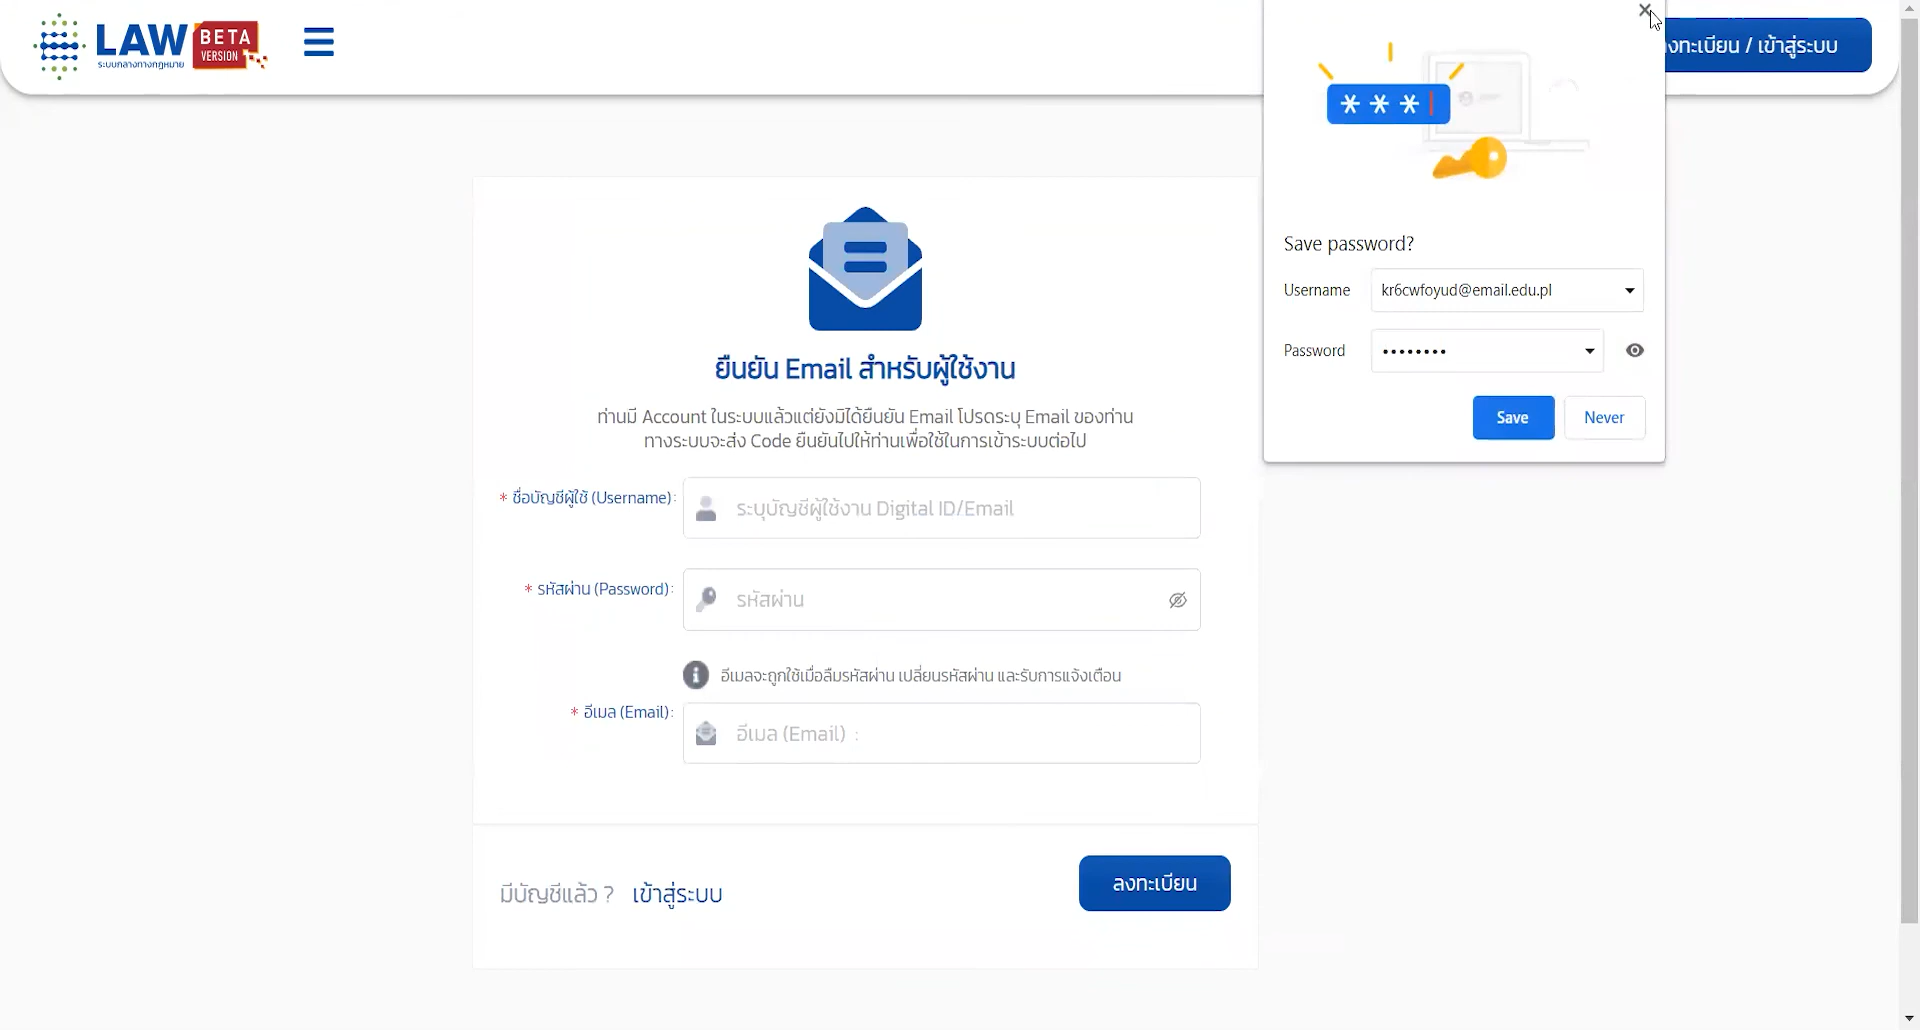 LAW BETA
VERSION
ระบบกลางทางกฎหมาย
งทะเบียน / เข้าสู่ระบบ
* * *
Save password?
Username kr6cwfoyud@email.edu.pl
Password ••••••••
Save Never
ยืนยัน Email สำหรับผู้ใช้งาน
ท่านมี Account ในระบบแล้วแต่ยังมิได้ยืนยัน Email โปรดระบุ Email ของท่าน
ทางระบบจะส่ง Code ยืนยันไปให้ท่านเพื่อใช้ในการเข้าระบบต่อไป
* ชื่อบัญชีผู้ใช้ (Username): ระบุบัญชีผู้ใช้งาน Digital ID/Email
* รหัสผ่าน (Password): รหัสผ่าน
อีเมลจะถูกใช้เมื่อลืมรหัสผ่าน เปลี่ยนรหัสผ่าน และรับการแจ้งเตือน
* อีเมล (Email): อีเมล (Email) :
มีบัญชีแล้ว ? เข้าสู่ระบบ
ลงทะเบียน